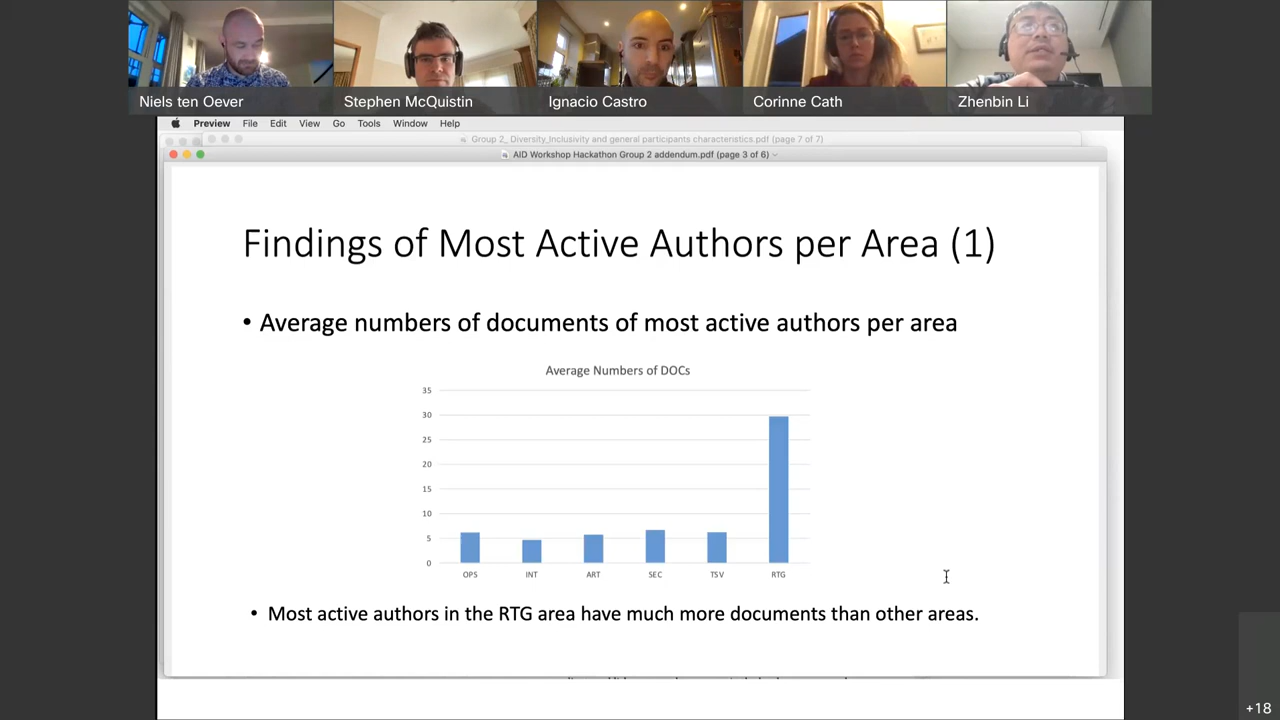 Niels ten Oever
Stephen McQuistin
Ignacio Castro
Corinne Cath
Zhenbin Li
Preview File Edit View Go Tools Window Help
Group 2_ Diversity_Inclusivity and general participants characteristics.pdf (page 7 of 7)
AID Workshop Hackathon Group 2 addendum.pdf (page 3 of 6)
Findings of Most Active Authors per Area (1)
• Average numbers of documents of most active authors per area
Average Numbers of DOCs
35
30
25
20
15
10
5
0
OPS INT ART SEC TSV RTG
• Most active authors in the RTG area have much more documents than other areas.
+18